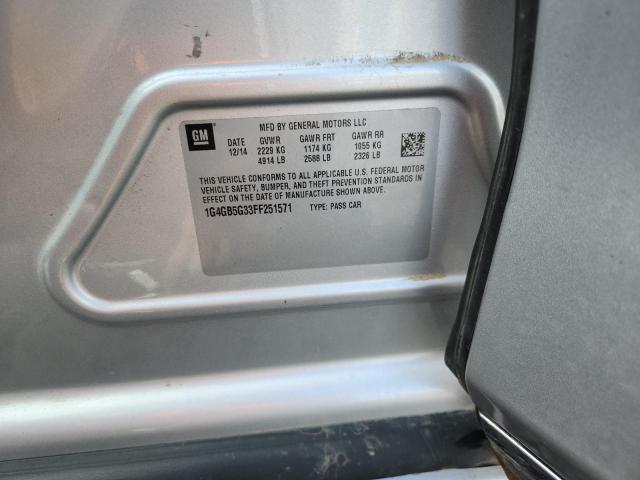 MFD BY GENERAL MOTORS LLC
GM DATE GVWR GAWR FRT GAWR RR
12/14 2229 KG 1174 KG 1055 KG
4914 LB 2588 LB 2326 LB
THIS VEHICLE CONFORMS TO ALL APPLICABLE U.S. FEDERAL MOTOR
VEHICLE SAFETY, BUMPER, AND THEFT PREVENTION STANDARDS IN
EFFECT ON THE DATE OF MANUFACTURE SHOWN ABOVE.
1G4GB5G33FF251571 TYPE: PASS CAR